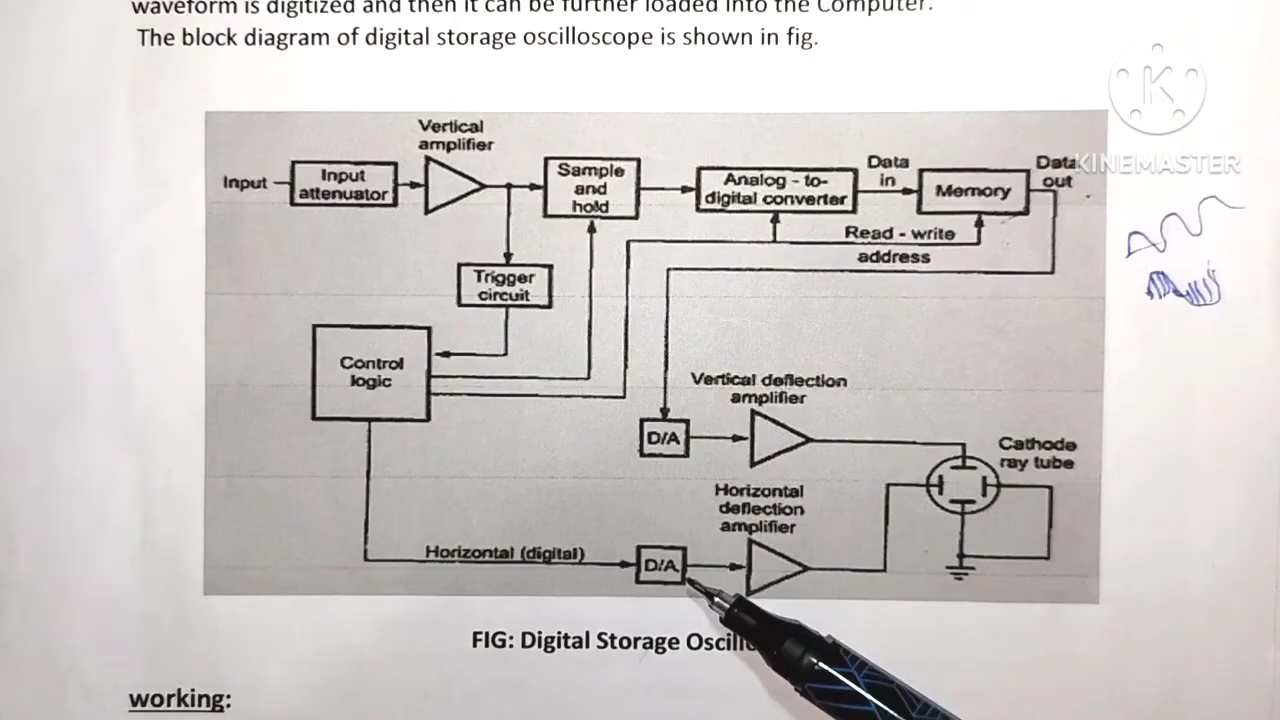 waveform is digitized and then it can be further loaded into the Computer.
The block diagram of digital storage oscilloscope is shown in fig.
KINEMASTER
Vertical
amplifier
Input
Input
attenuator
Sample
and
hold
Analog - to-
digital converter
Data
in
Memory
Data
out
Read - write
address
Trigger
circuit
Control
logic
Vertical deflection
amplifier
D/A
Cathode
ray tube
Horizontal
deflection
amplifier
Horizontal (digital)
D/A
FIG: Digital Storage
working: